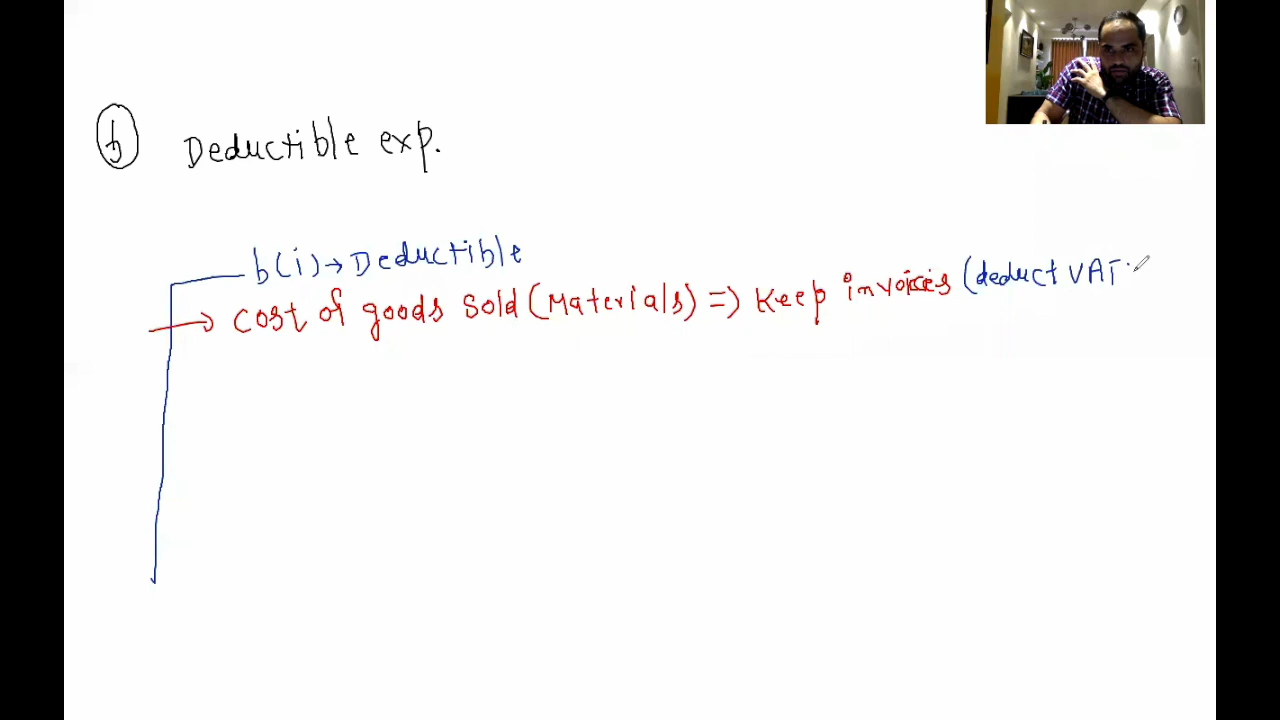 b Deductible exp.
b(i)→ Deductible
→ cost of goods sold (Materials) => Keep invoices (deduct VAT